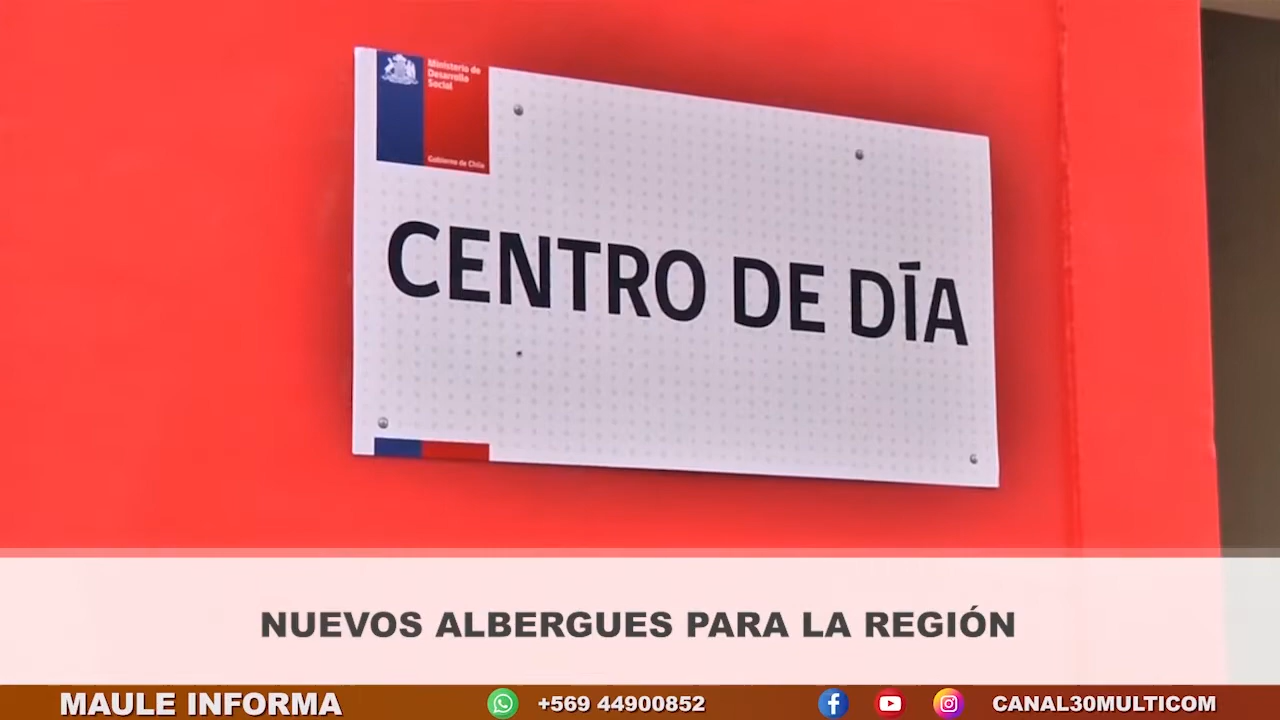 Ministerio de
Desarrollo
Social
Gobierno de Chile
CENTRO DE DÍA
NUEVOS ALBERGUES PARA LA REGIÓN
MAULE INFORMA
+569 44900852
CANAL30MULTICOM